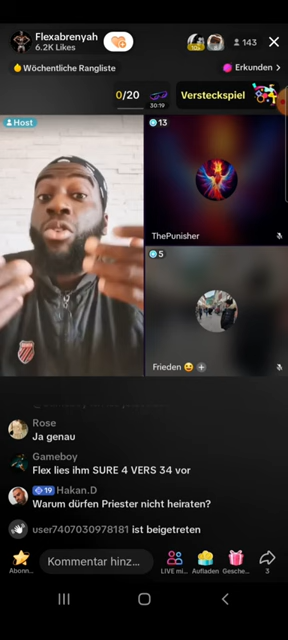 Flexabrenyah
6.2K Likes
143
Wöchentliche Rangliste
Erkunden >
0/20
30:19
Versteckspiel
Host
13
ThePunisher
5
Frieden 😉 +
Rose
Ja genau
Gameboy
Flex lies ihm SURE 4 VERS 34 vor
19 Hakan.D
Warum dürfen Priester nicht heiraten?
user7407030978181 ist beigetreten
Abonn...
Kommentar hinz...
LIVE mi...
Aufladen
Gesche...
3